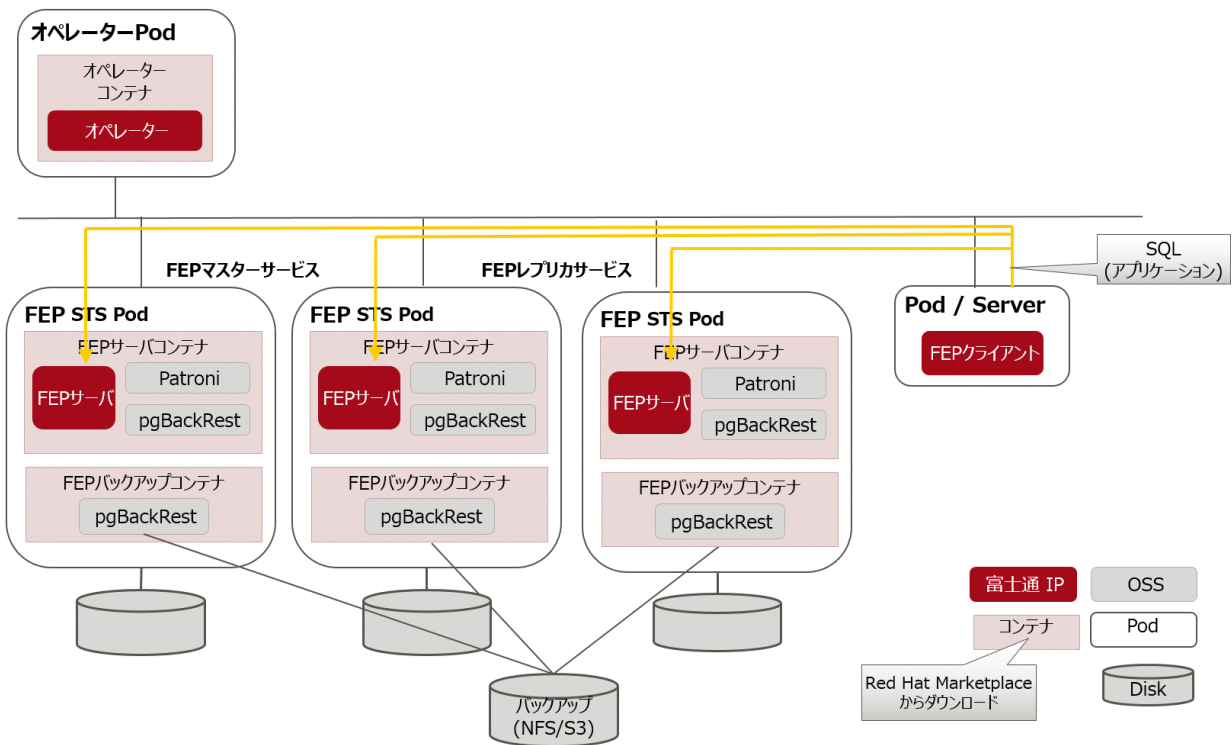 オペレーターPod
オペレーター
コンテナ
オペレーター
FEPマスターサービス
FEPレプリカサービス
SQL
(アプリケーション)
FEP STS Pod
FEPサーバコンテナ
FEPサーバ
Patroni
pgBackRest
FEPバックアップコンテナ
pgBackRest
FEP STS Pod
FEPサーバコンテナ
FEPサーバ
Patroni
pgBackRest
FEPバックアップコンテナ
pgBackRest
FEP STS Pod
FEPサーバコンテナ
FEPサーバ
Patroni
pgBackRest
FEPバックアップコンテナ
pgBackRest
Pod / Server
FEPクライアント
バックアップ
(NFS/S3)
富士通 IP
OSS
コンテナ
Pod
Red Hat Marketplace
からダウンロード
Disk